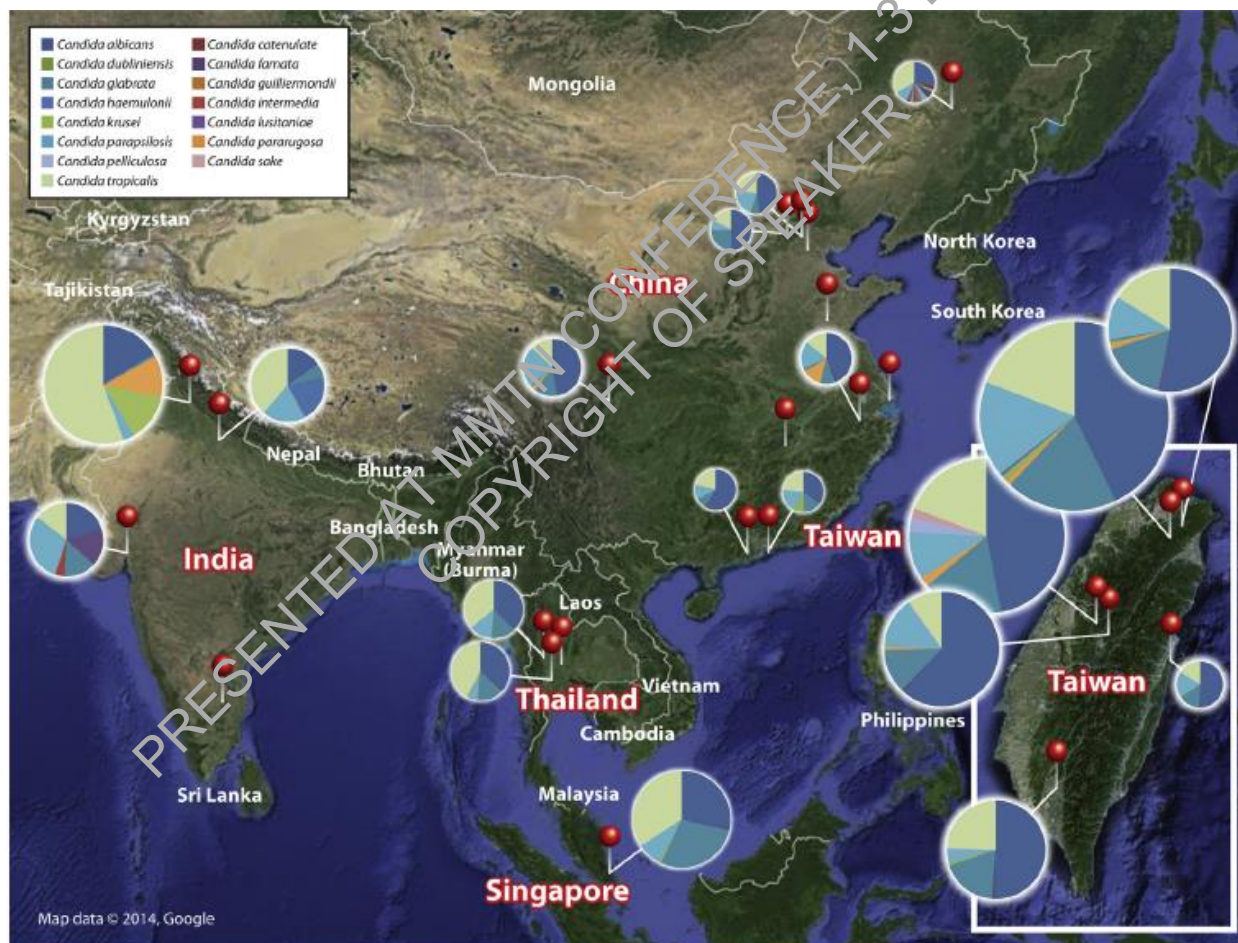 Candida albicans
Candida dubliniensis
Candida glabrata
Candida haemulonii
Candida krusei
Candida parapsilosis
Candida pelliculosa
Candida tropicalis
Candida catenulate
Candida famata
Candida guilliermondii
Candida intermedia
Candida lusitaniae
Candida pararugosa
Candida sake
Mongolia
Kyrgyzstan
Tajikistan
China
North Korea
South Korea
Nepal
Bhutan
Bangladesh
India
Myanmar
(Burma)
Laos
Taiwan
Thailand
Vietnam
Cambodia
Philippines
Taiwan
Sri Lanka
Malaysia
Singapore
Map data © 2014, Google
PRESENTED AT MMTN CONFERENCE, 1-3
COPYRIGHT OF SPEAKER